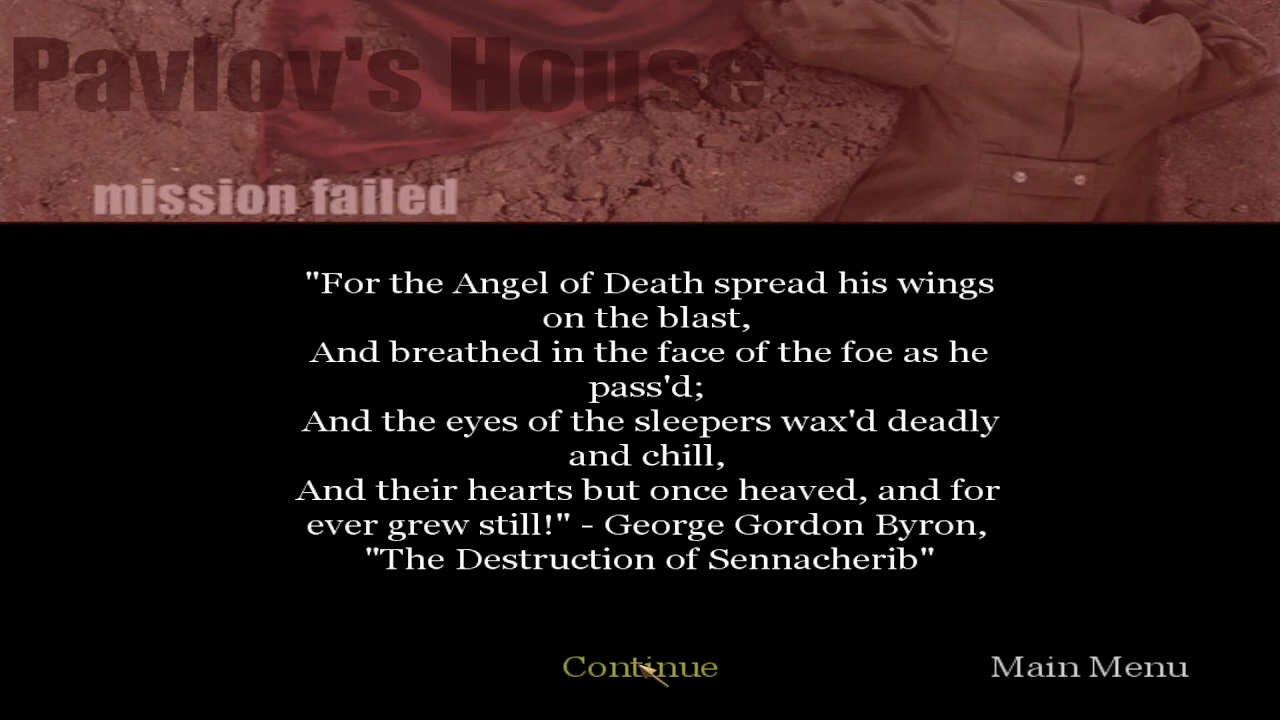 Pavlov's House
mission failed
"For the Angel of Death spread his wings
on the blast,
And breathed in the face of the foe as he
pass'd;
And the eyes of the sleepers wax'd deadly
and chill,
And their hearts but once heaved, and for
ever grew still!" - George Gordon Byron,
"The Destruction of Sennacherib"
Continue
Main Menu